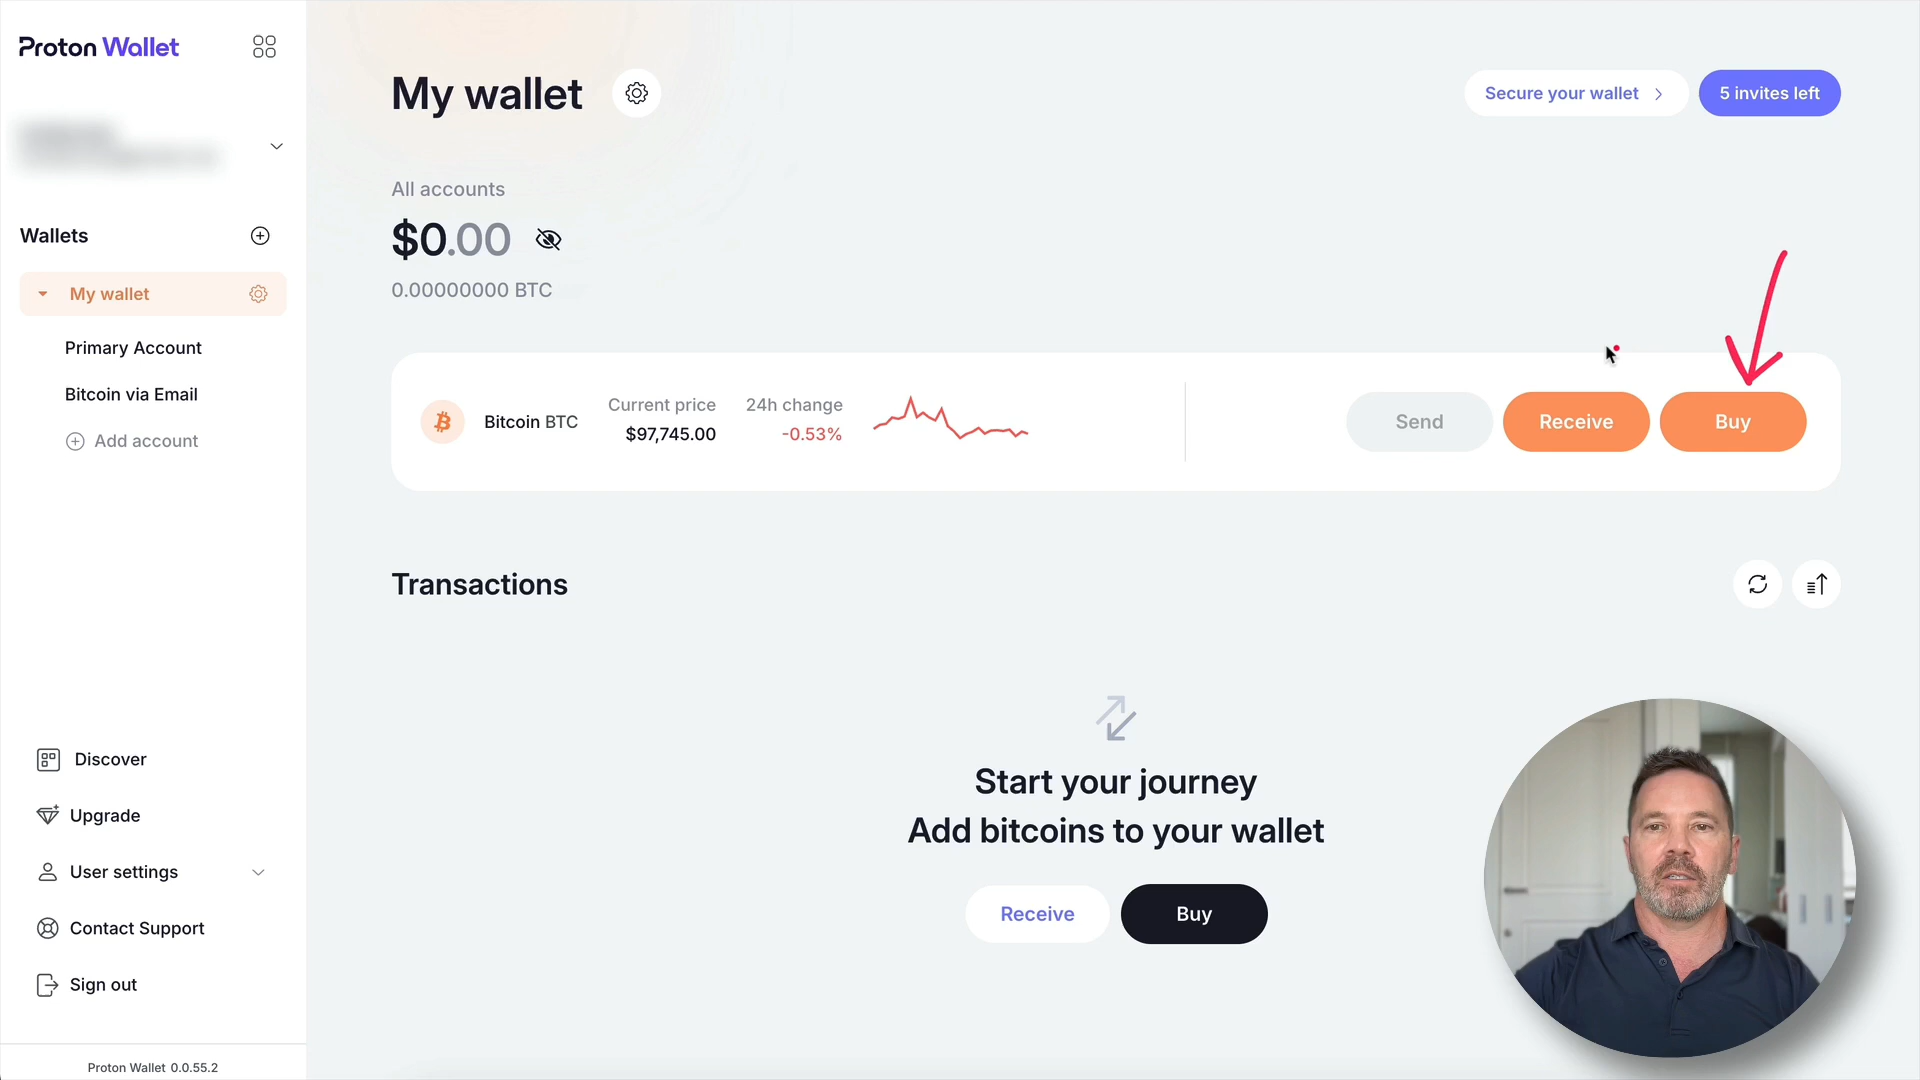 Proton Wallet
Wallets
My wallet
Primary Account
Bitcoin via Email
Add account
Discover
Upgrade
User settings
Contact Support
Sign out
Proton Wallet 0.0.55.2
My wallet
Secure your wallet
5 invites left
All accounts
$0.00
0.00000000 BTC
Bitcoin BTC
Current price
$97,745.00
24h change
-0.53%
Send
Receive
Buy
Transactions
Start your journey
Add bitcoins to your wallet
Receive
Buy